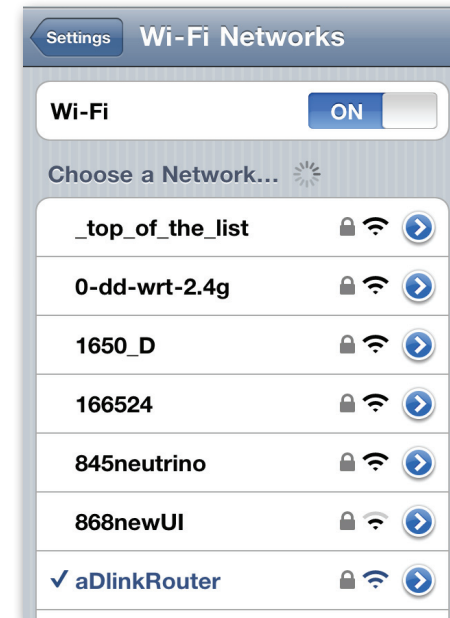 Settings Wi-Fi Networks
Wi-Fi ON
Choose a Network...
_top_of_the_list
0-dd-wrt-2.4g
1650_D
166524
845neutrino
868newUI
aDlinkRouter